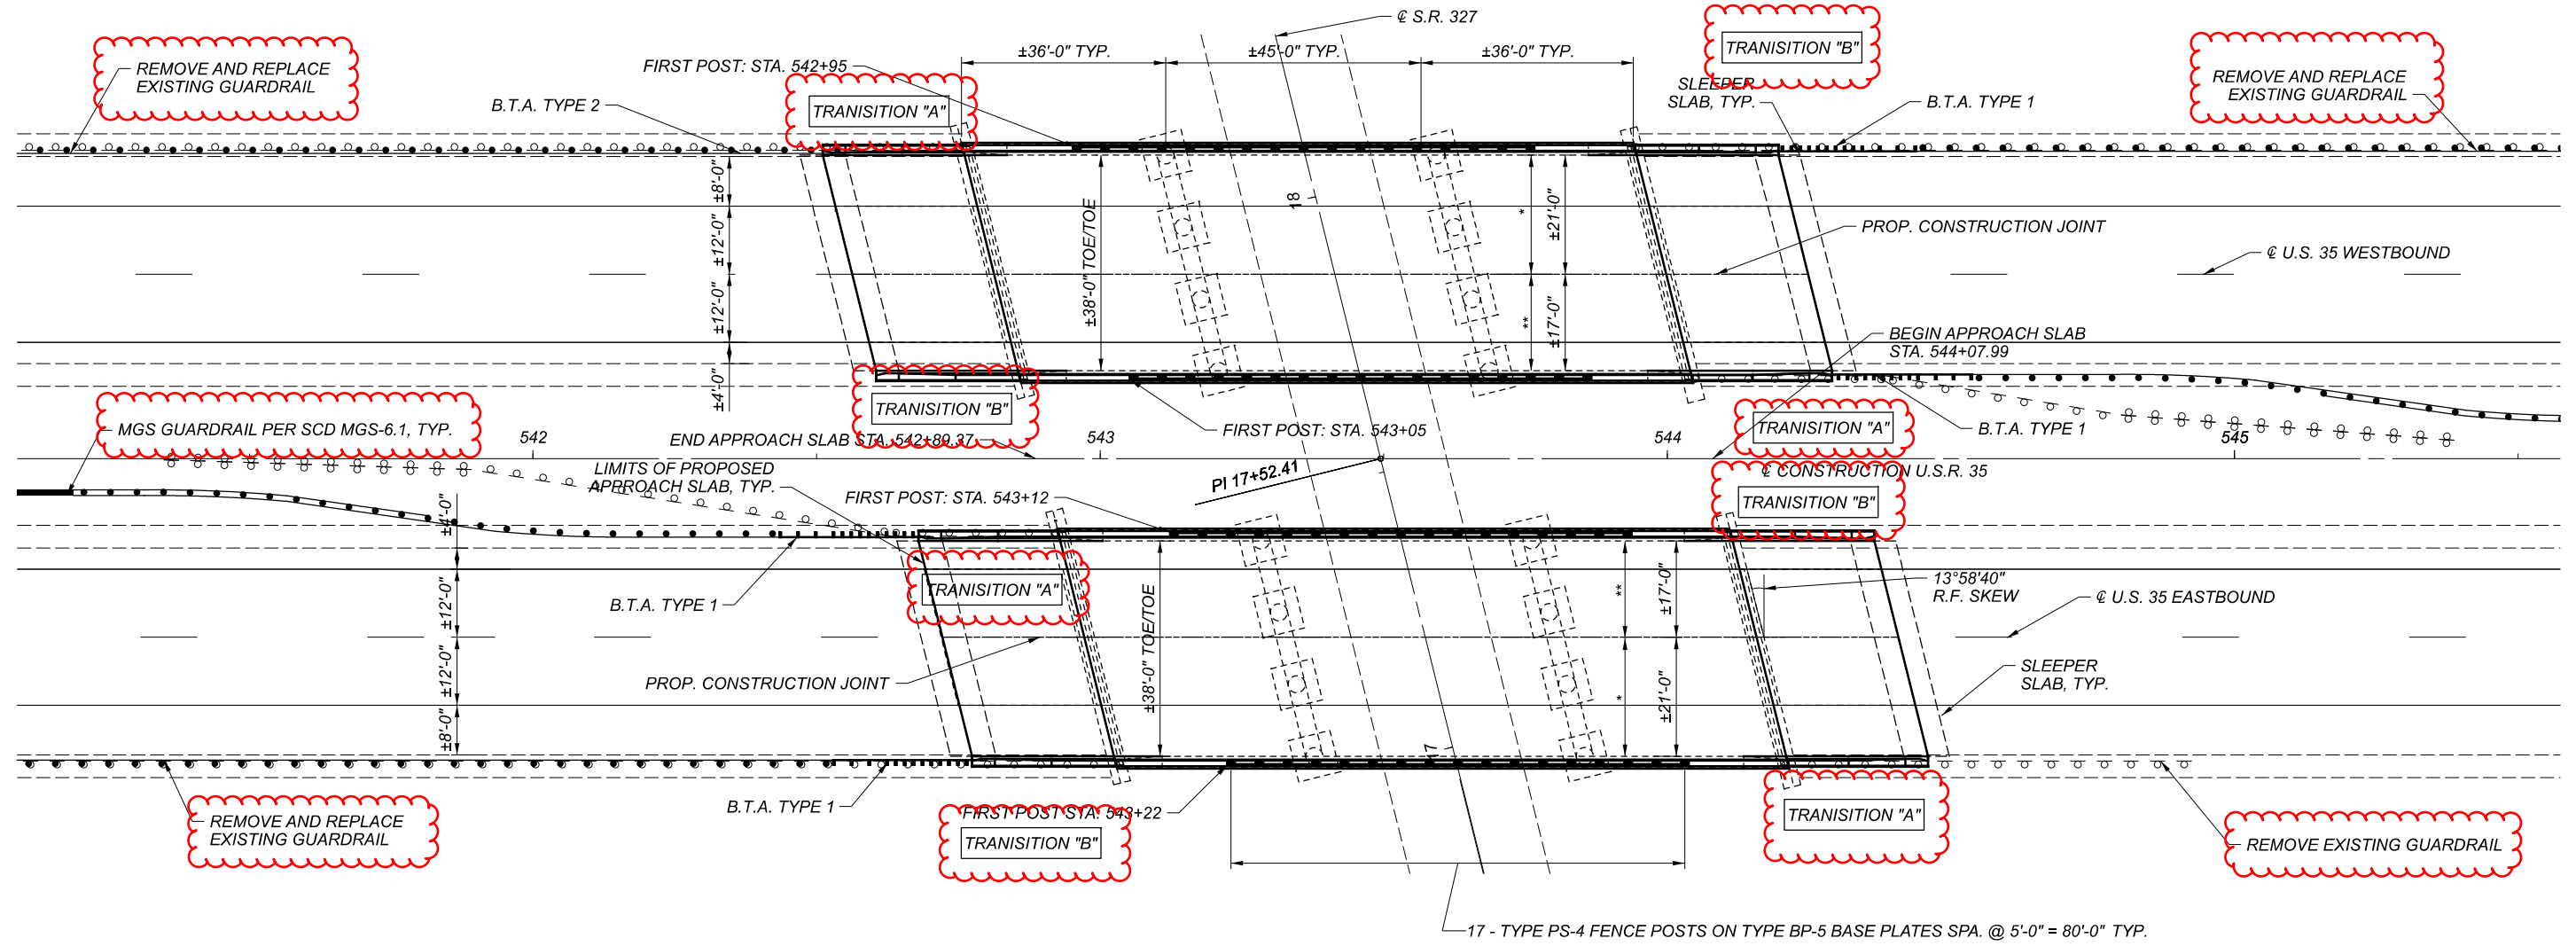 ℄ S.R. 327
±36'-0" TYP.
±45'-0" TYP.
±36'-0" TYP.
TRANISITION "B"
REMOVE AND REPLACE
EXISTING GUARDRAIL
FIRST POST: STA. 542+95
B.T.A. TYPE 2
TRANISITION "A"
SLEEPER
SLAB, TYP.
B.T.A. TYPE 1
REMOVE AND REPLACE
EXISTING GUARDRAIL
±8'-0"
±12'-0"
±12'-0"
±4'-0"
±38'-0" TOE/TOE
18
*
±21'-0"
**
±17'-0"
PROP. CONSTRUCTION JOINT
℄ U.S. 35 WESTBOUND
BEGIN APPROACH SLAB
STA. 544+07.99
TRANISITION "B"
FIRST POST: STA. 543+05
TRANISITION "A"
B.T.A. TYPE 1
MGS GUARDRAIL PER SCD MGS-6.1, TYP.
542
END APPROACH SLAB STA. 542+89.37
543
544
545
℄ CONSTRUCTION U.S.R. 35
LIMITS OF PROPOSED
APPROACH SLAB, TYP.
FIRST POST: STA. 543+12
PI 17+52.41
TRANISITION "B"
±4'-0"
±12'-0"
±12'-0"
±8'-0"
TRANISITION "A"
B.T.A. TYPE 1
±38'-0" TOE/TOE
**
±17'-0"
*
±21'-0"
13°58'40"
R.F. SKEW
℄ U.S. 35 EASTBOUND
PROP. CONSTRUCTION JOINT
SLEEPER
SLAB, TYP.
17
B.T.A. TYPE 1
REMOVE AND REPLACE
EXISTING GUARDRAIL
FIRST POST STA. 543+22
TRANISITION "B"
TRANISITION "A"
REMOVE EXISTING GUARDRAIL
17 - TYPE PS-4 FENCE POSTS ON TYPE BP-5 BASE PLATES SPA. @ 5'-0" = 80'-0" TYP.